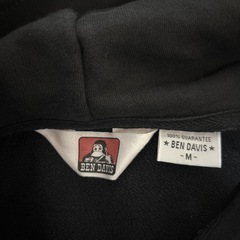 BEN DAVIS
100% GUARANTEE
★ BEN DAVIS ★
- M -